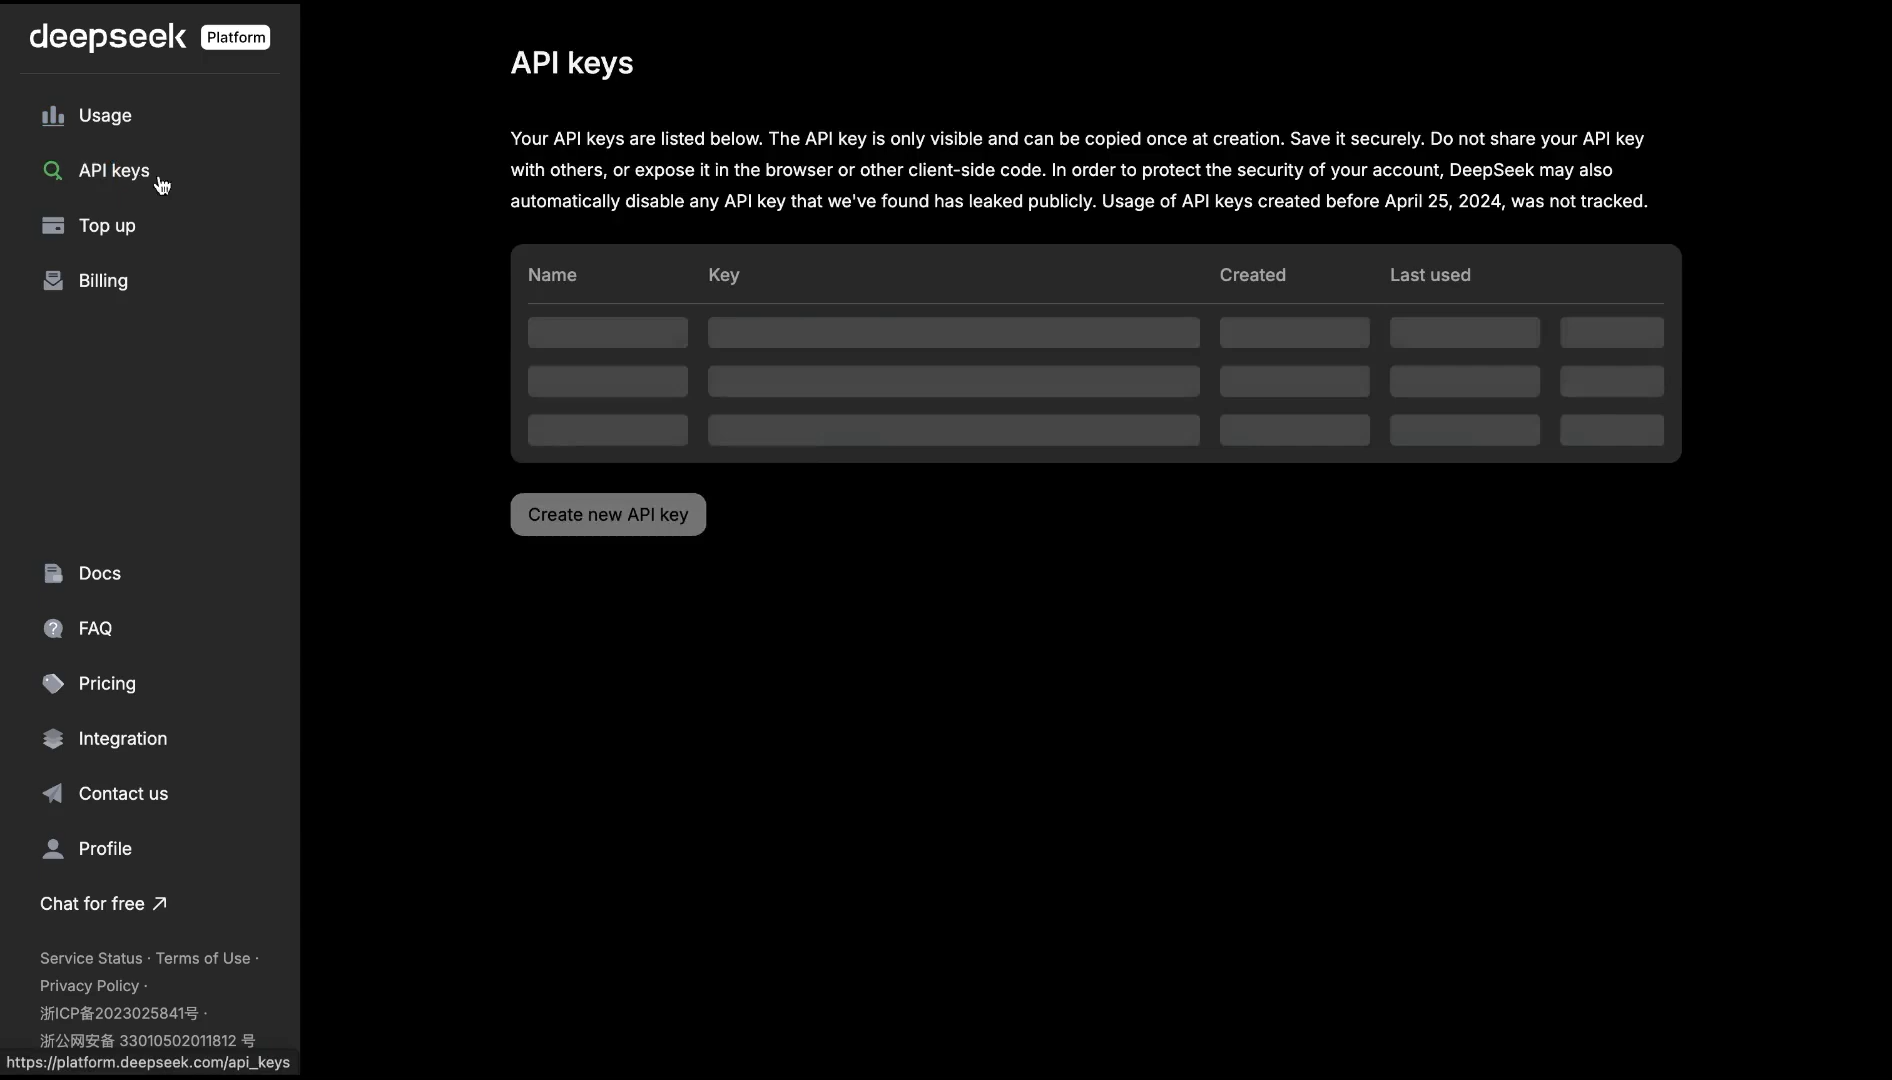 deepseek Platform
Usage
API keys
Top up
Billing
Docs
FAQ
Pricing
Integration
Contact us
Profile
Chat for free
Service Status · Terms of Use ·
Privacy Policy ·
浙ICP备2023025841号 ·
浙公网安备 33010502011812 号
https://platform.deepseek.com/api_keys
API keys
Your API keys are listed below. The API key is only visible and can be copied once at creation. Save it securely. Do not share your API key
with others, or expose it in the browser or other client-side code. In order to protect the security of your account, DeepSeek may also
automatically disable any API key that we've found has leaked publicly. Usage of API keys created before April 25, 2024, was not tracked.
Name Key Created Last used
Create new API key